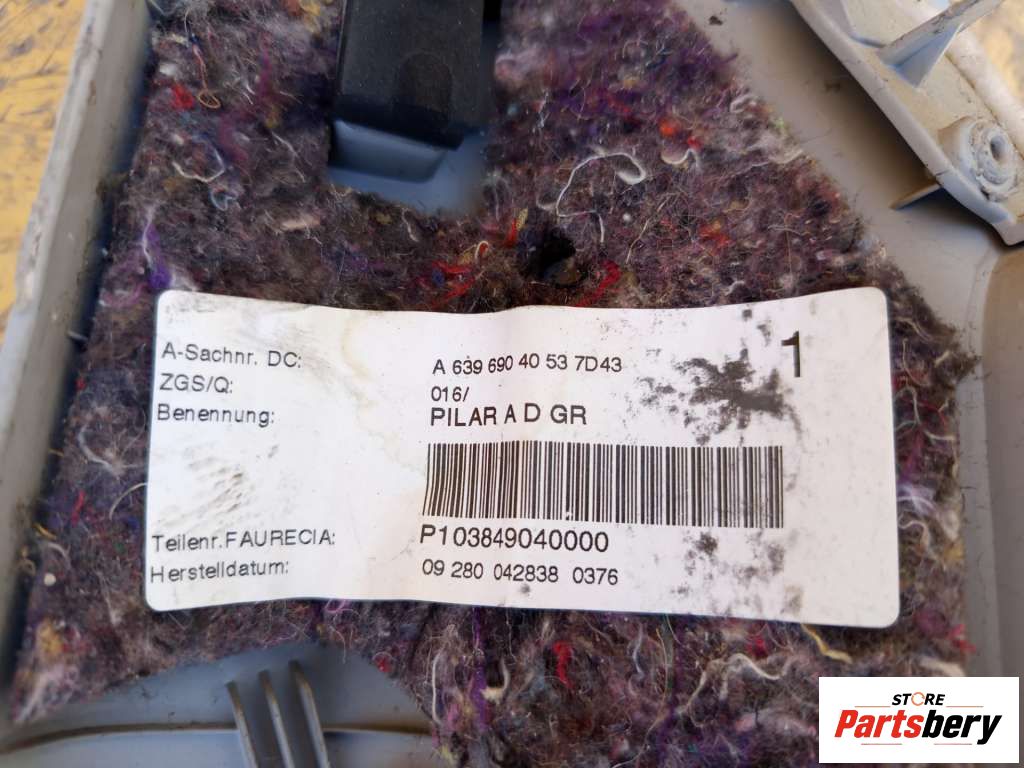 A-Sachnr. DC: A 639 690 40 53 7D43 1
ZGS/Q: 016/
Benennung: PILAR A D GR
Teilenr.FAURECIA: P103849040000
Herstelldatum: 09 280 042838 0376
STORE
Partsbery